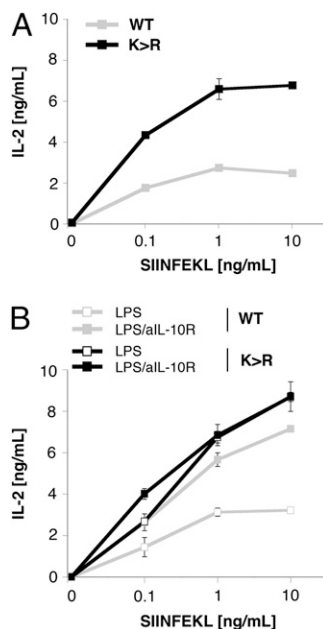 A
WT
K>R
IL-2 [ng/mL]
10
8
6
4
2
0
0
0.1
1
10
SIINFEKL [ng/mL]
B
LPS
LPS/aIL-10R
WT
LPS
LPS/aIL-10R
K>R
IL-2 [ng/mL]
10
8
6
4
2
0
0
0.1
1
10
SIINFEKL [ng/mL]